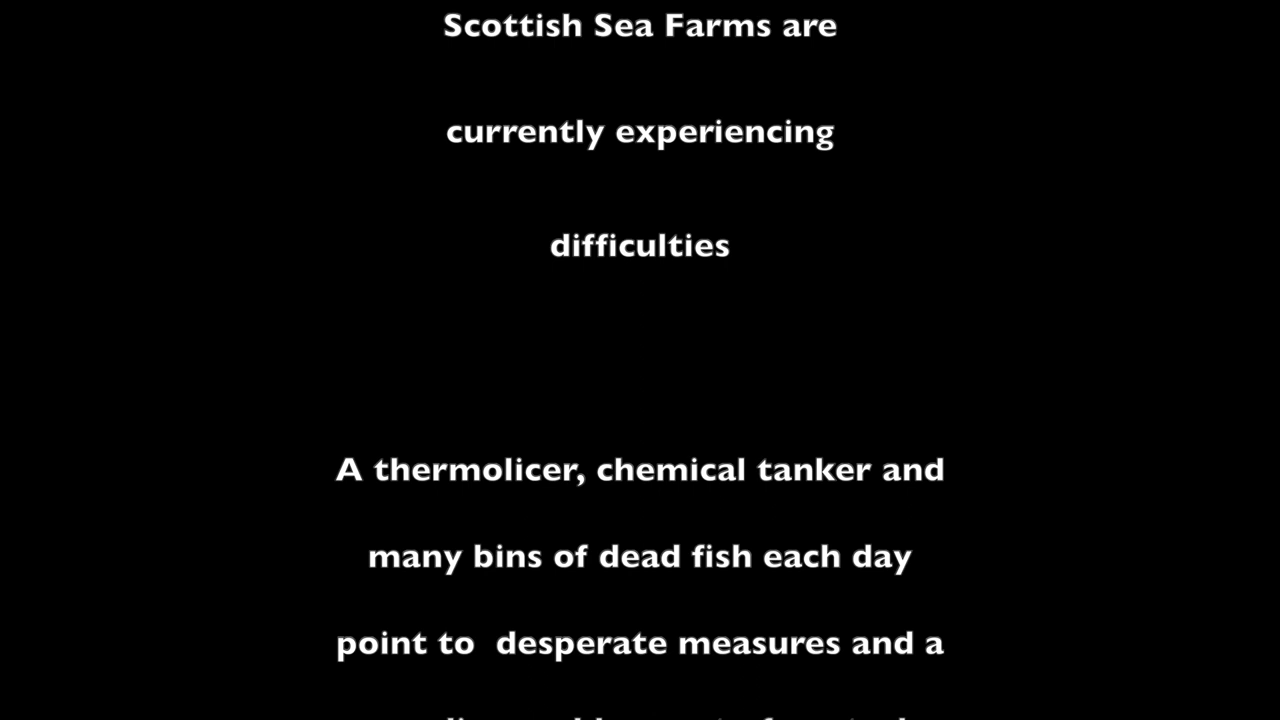 Scottish Sea Farms are
currently experiencing
difficulties
A thermolicer, chemical tanker and
many bins of dead fish each day
point to  desperate measures and a